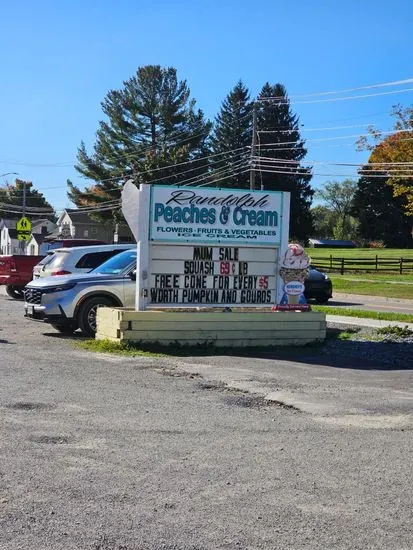 Randolph
Peaches & Cream
FLOWERS · FRUITS & VEGETABLES
ICE CREAM
MUM SALE
SQUASH 69¢ lB
FREE CONE FOR EVERY $5
WORTH PUMPKIN AND GOURDS